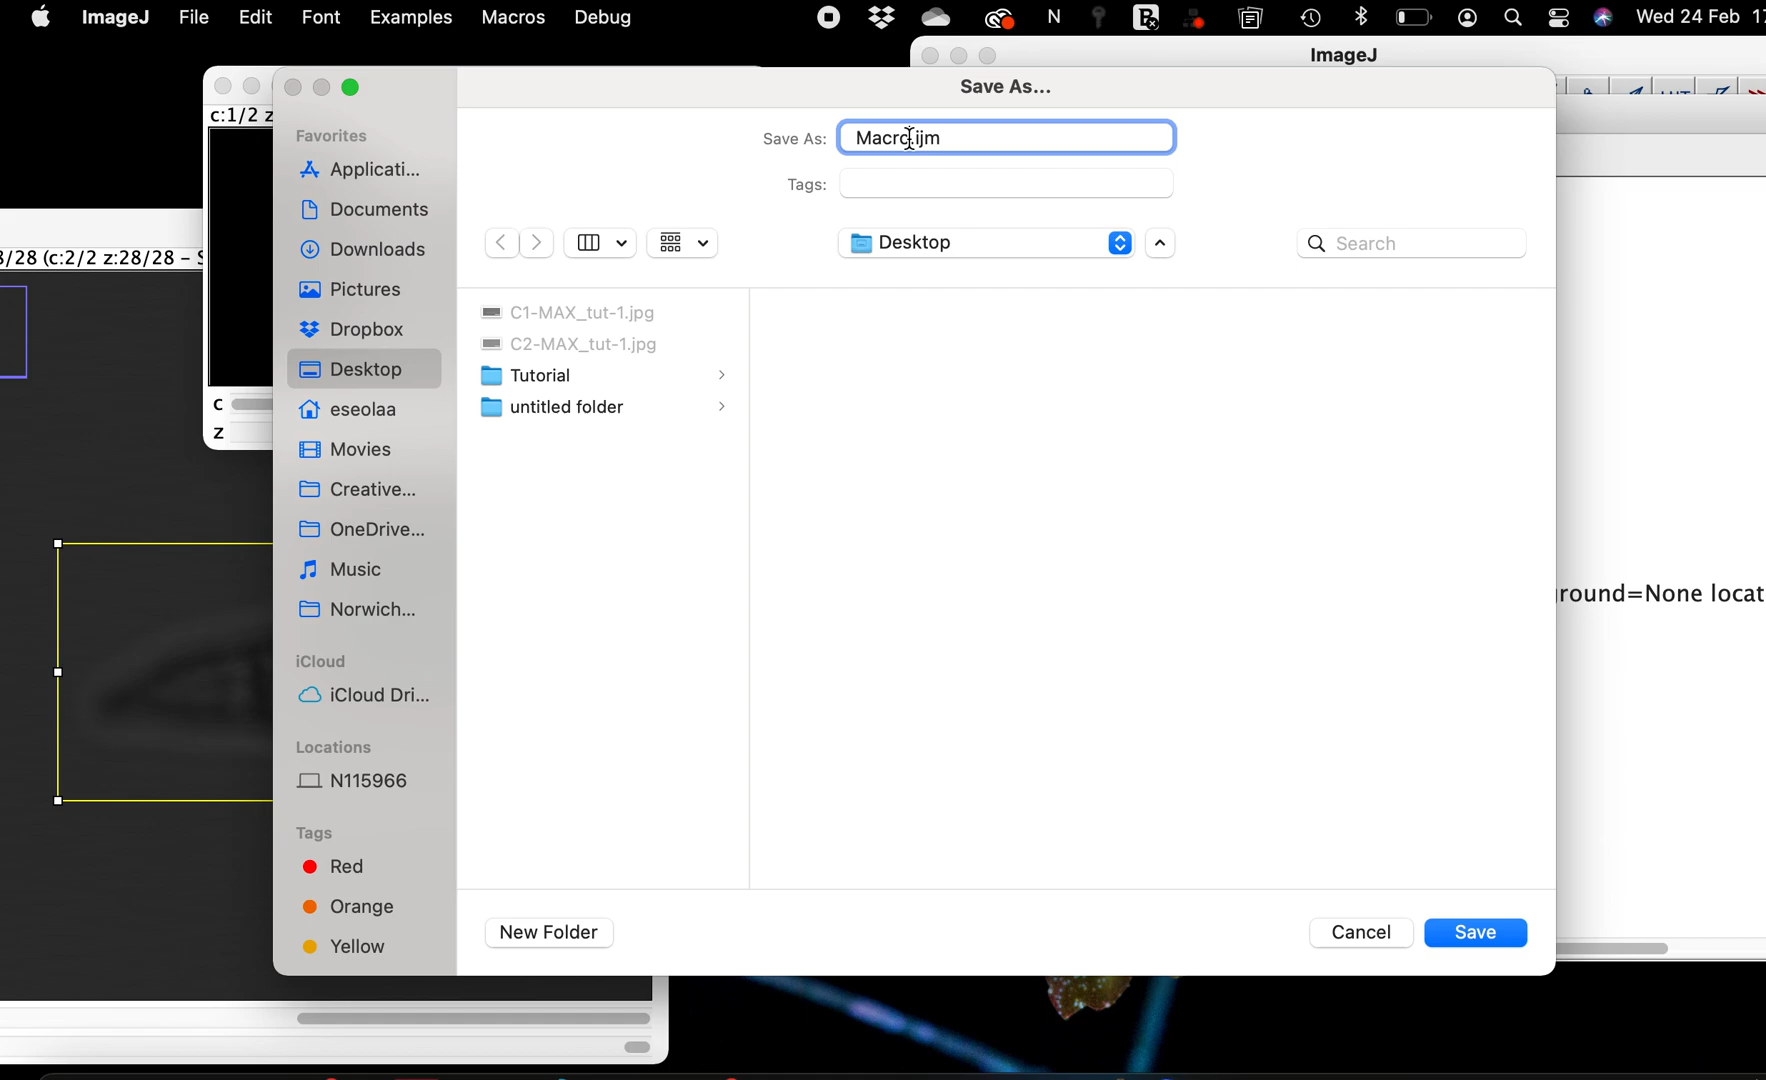 ImageJ File Edit Font Examples Macros Debug
N
Wed 24 Feb 17
ImageJ
c:1/2 z
Save As...
Save As: Macro.ijm
Tags:
Desktop
Search
Favorites
Applicati...
Documents
Downloads
Pictures
Dropbox
Desktop
eseolaa
Movies
Creative...
OneDrive...
Music
Norwich...
iCloud
iCloud Dri...
Locations
N115966
Tags
Red
Orange
Yellow
C1-MAX_tut-1.jpg
C2-MAX_tut-1.jpg
Tutorial
untitled folder
New Folder
Cancel
Save
/28 (c:2/2 z:28/28 –
C
Z
round=None locat